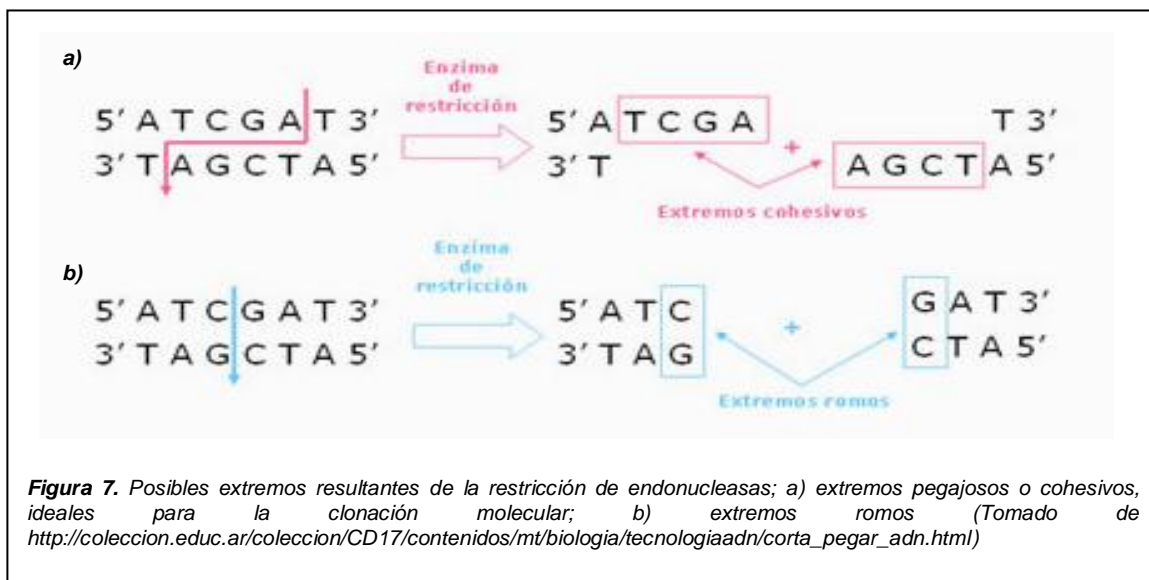 a)
Enzima
de
restricción
5' A T C G A T 3'
3' T A G C T A 5'
5' A T C G A + T 3'
3' T A G C T A 5'
Extremos cohesivos
b)
Enzima
de
restricción
5' A T C G A T 3'
3' T A G C T A 5'
5' A T C + G A T 3'
3' T A G C T A 5'
Extremos romos
Figura 7. Posibles extremos resultantes de la restricción de endonucleasas; a) extremos pegajosos o cohesivos,
ideales para la clonación molecular; b) extremos romos (Tomado de
http://coleccion.educ.ar/coleccion/CD17/contenidos/mt/biologia/tecnologiaadn/corta_pegar_adn.html)